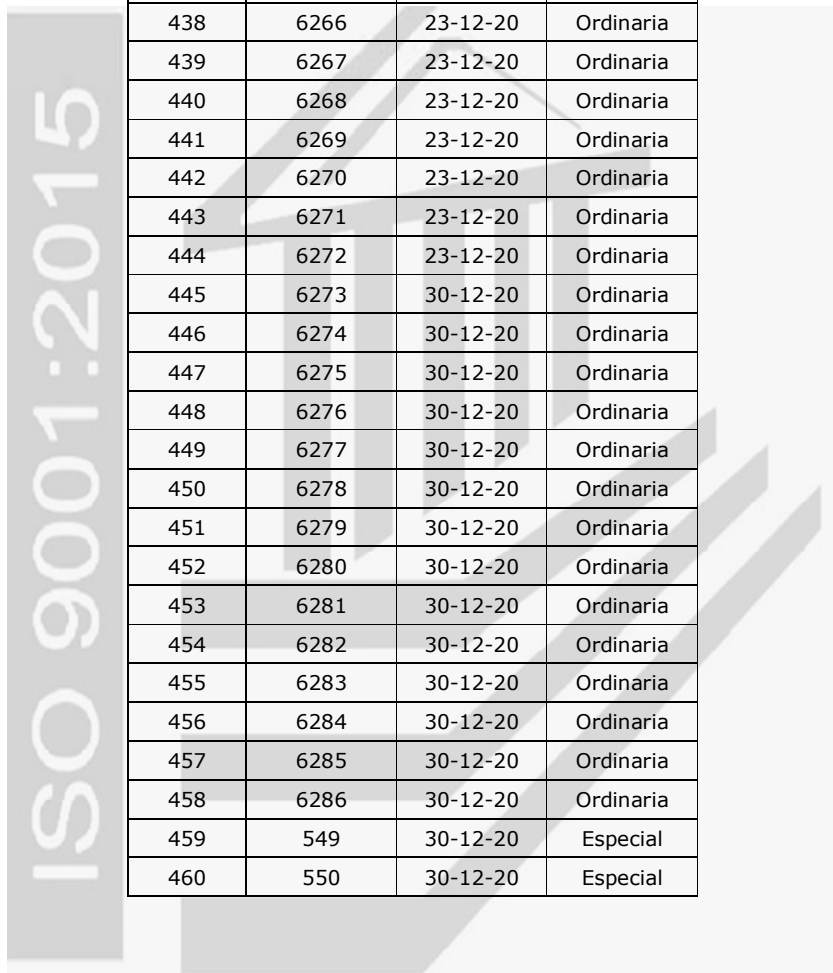 ISO 9001:2015
438 6266 23-12-20 Ordinaria
439 6267 23-12-20 Ordinaria
440 6268 23-12-20 Ordinaria
441 6269 23-12-20 Ordinaria
442 6270 23-12-20 Ordinaria
443 6271 23-12-20 Ordinaria
444 6272 23-12-20 Ordinaria
445 6273 30-12-20 Ordinaria
446 6274 30-12-20 Ordinaria
447 6275 30-12-20 Ordinaria
448 6276 30-12-20 Ordinaria
449 6277 30-12-20 Ordinaria
450 6278 30-12-20 Ordinaria
451 6279 30-12-20 Ordinaria
452 6280 30-12-20 Ordinaria
453 6281 30-12-20 Ordinaria
454 6282 30-12-20 Ordinaria
455 6283 30-12-20 Ordinaria
456 6284 30-12-20 Ordinaria
457 6285 30-12-20 Ordinaria
458 6286 30-12-20 Ordinaria
459 549 30-12-20 Especial
460 550 30-12-20 Especial